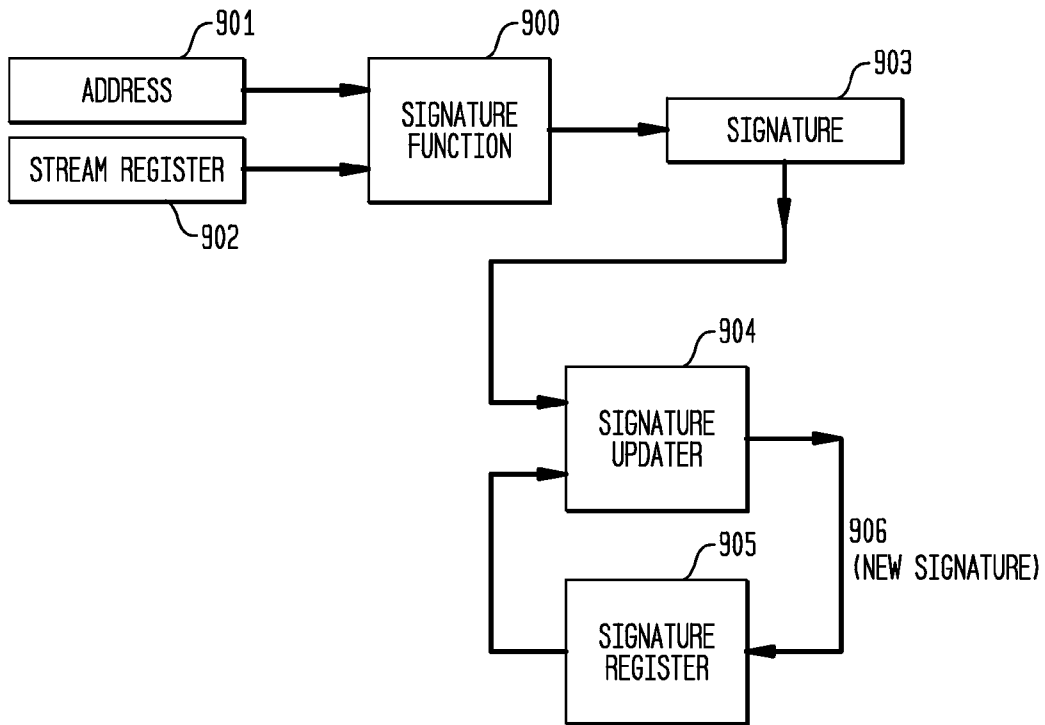 901
900
903
ADDRESS
STREAM REGISTER
SIGNATURE
FUNCTION
SIGNATURE
902
904
SIGNATURE
UPDATER
906
(NEW SIGNATURE)
905
SIGNATURE
REGISTER